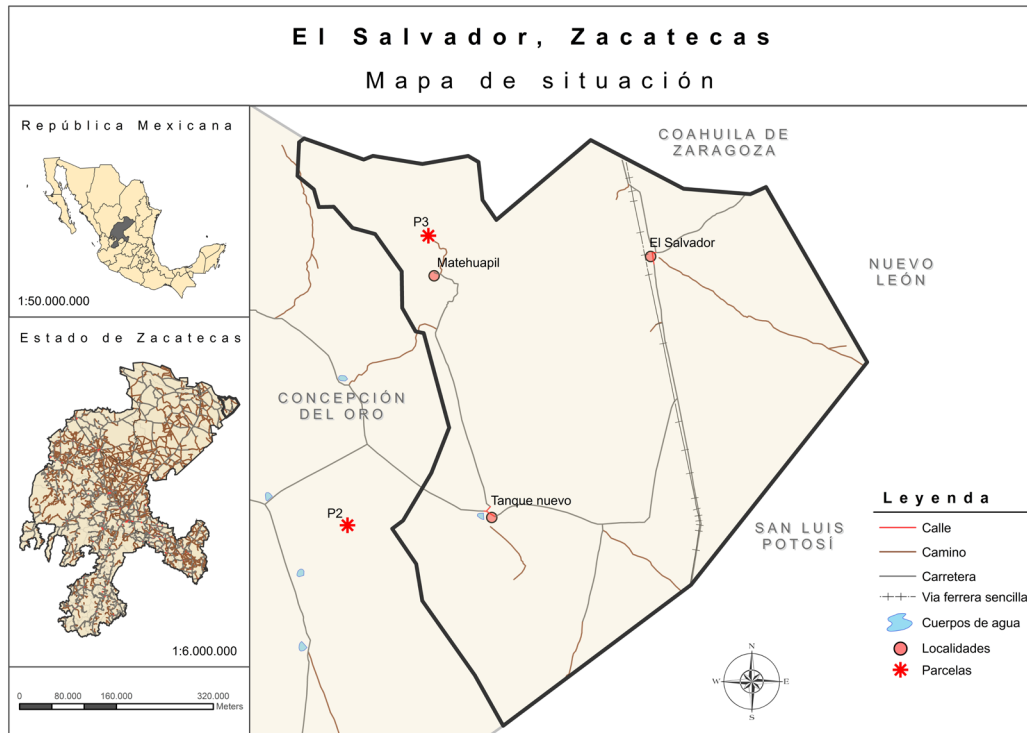 El Salvador, Zacatecas
Mapa de situación
República Mexicana
1:50.000.000
Estado de Zacatecas
1:6.000.000
0 80.000 160.000 320.000
Meters
COAHUILA DE
ZARAGOZA
NUEVO
LEÓN
P3
Matehuapil
El Salvador
CONCEPCIÓN
DEL ORO
P2
Tanque nuevo
SAN LUIS
POTOSÍ
N
W E
S
Leyenda
Calle
Camino
Carretera
Via ferrera sencilla
Cuerpos de agua
Localidades
Parcelas